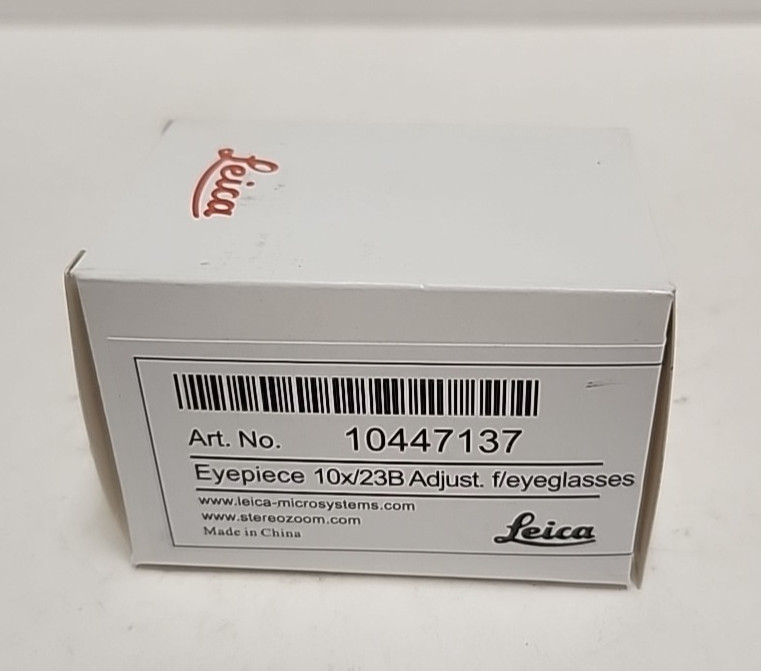 Leica
Art. No. 10447137
Eyepiece 10x/23B Adjust. f/eyeglasses
www.leica-microsystems.com
www.stereozoom.com
Made in China
Leica